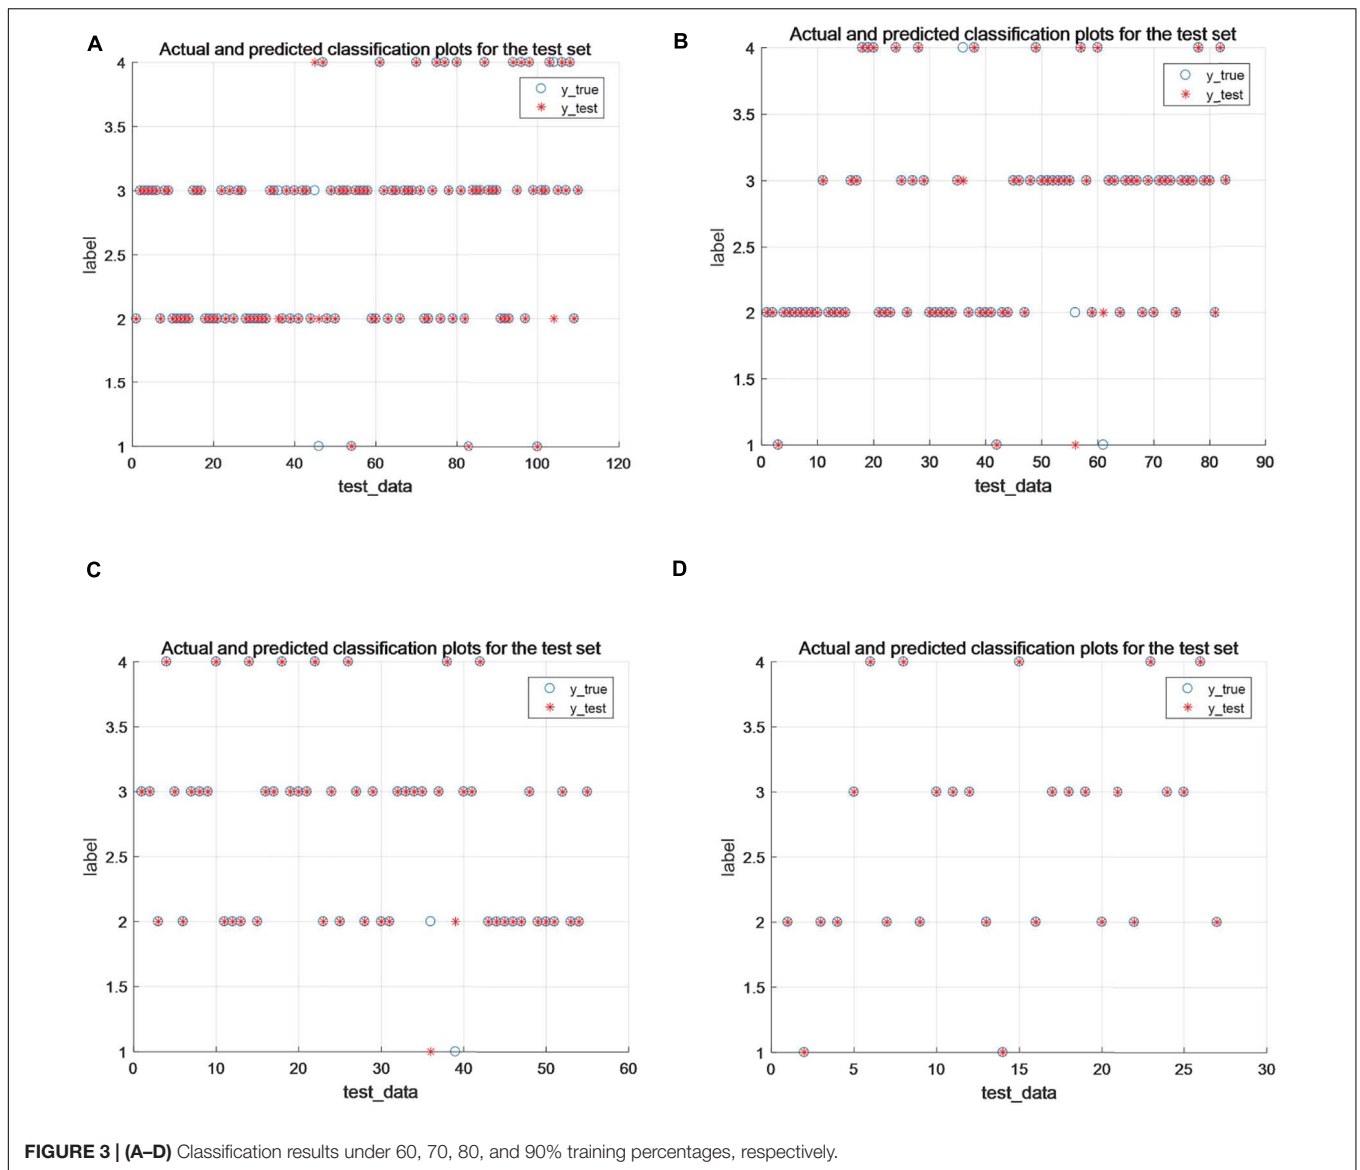 A
Actual and predicted classification plots for the test set
4
3.5
3
2.5
2
1.5
1
label
y_true
y_test
0 20 40 60 80 100 120
test_data
B
Actual and predicted classification plots for the test set
4
3.5
3
2.5
2
1.5
1
label
y_true
y_test
0 10 20 30 40 50 60 70 80 90
test_data
C
Actual and predicted classification plots for the test set
4
3.5
3
2.5
2
1.5
1
label
y_true
y_test
0 10 20 30 40 50 60
test_data
D
Actual and predicted classification plots for the test set
4
3.5
3
2.5
2
1.5
1
label
y_true
y_test
0 5 10 15 20 25 30
test_data
FIGURE 3 | (A–D) Classification results under 60, 70, 80, and 90% training percentages, respectively.